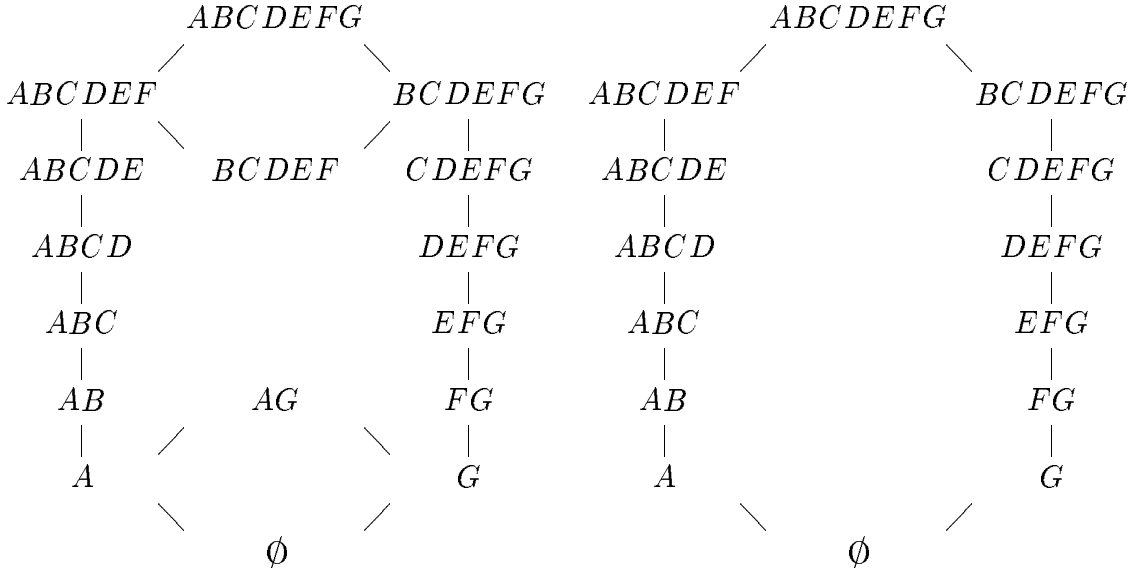 ABCDEFG ABCDEFG
ABCDEF BCDEFG ABCDEF BCDEFG
ABCDE BCDEF CDEFG ABCDE CDEFG
ABCD DEFG ABCD DEFG
ABC EFG ABC EFG
AB AG FG AB FG
A G A G
∅ ∅